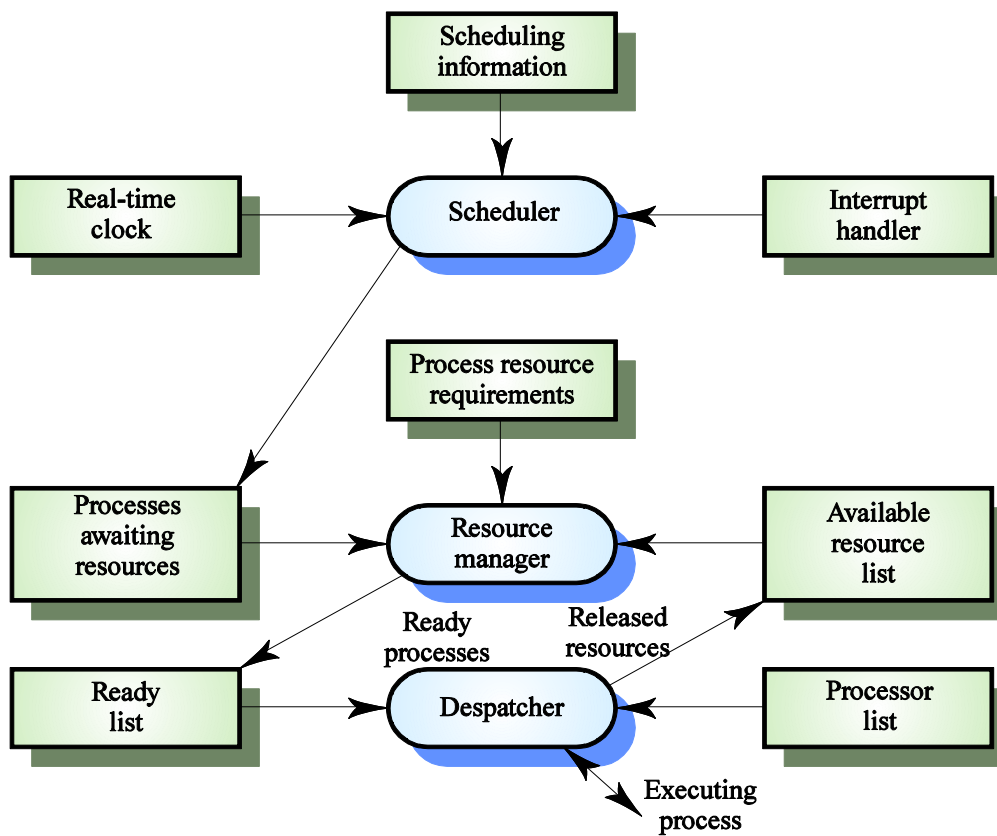 Scheduling
information
Real-time
clock
Scheduler
Interrupt
handler
Process resource
requirements
Processes
awaiting
resources
Resource
manager
Available
resource
list
Ready
processes
Released
resources
Ready
list
Despatcher
Processor
list
Executing
process